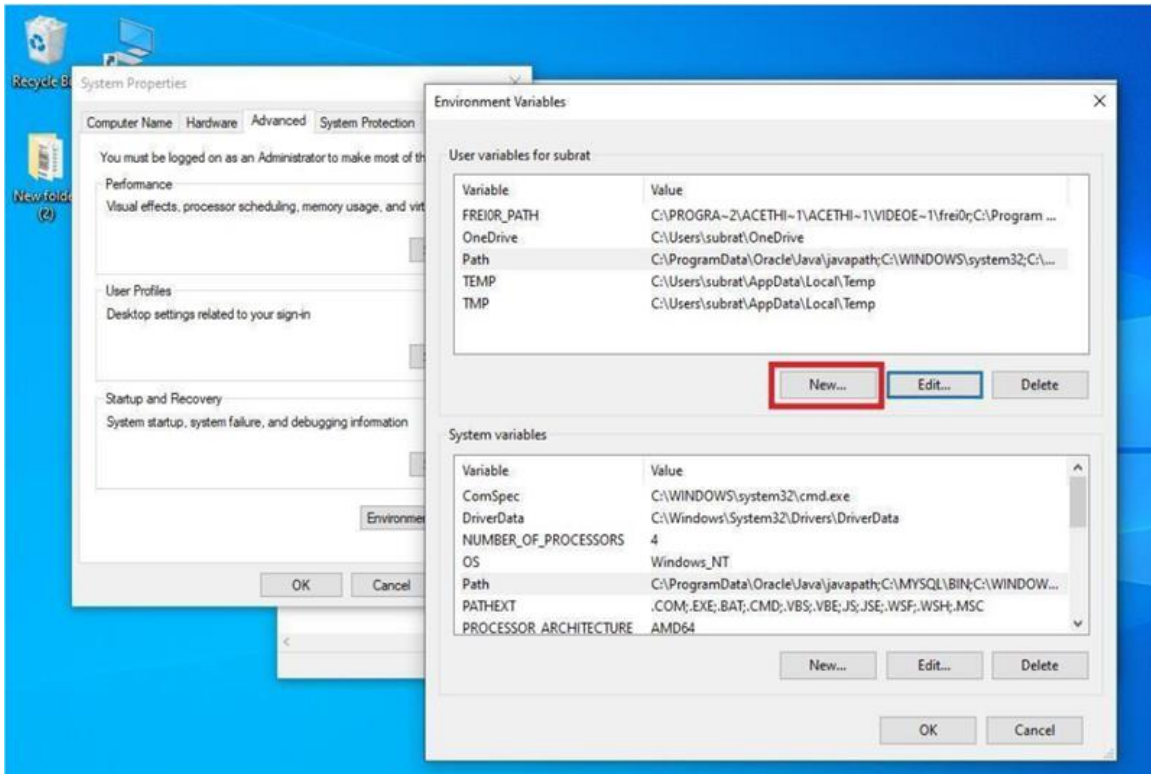 Recycle Bi
New folde
(2)
System Properties
Computer Name Hardware Advanced System Protection
You must be logged on as an Administrator to make most of th
Performance
Visual effects, processor scheduling, memory usage, and virt
User Profiles
Desktop settings related to your sign-in
Startup and Recovery
System startup, system failure, and debugging information
Environme
OK Cancel
Environment Variables
User variables for subrat
Variable Value
FREI0R_PATH C:\PROGRA~2\ACETHI~1\ACETHI~1\VIDEOE~1\frei0r;C:\Program ...
OneDrive C:\Users\subrat\OneDrive
Path C:\ProgramData\Oracle\Java\javapath;C:\WINDOWS\system32;C:\...
TEMP C:\Users\subrat\AppData\Local\Temp
TMP C:\Users\subrat\AppData\Local\Temp
New... Edit... Delete
System variables
Variable Value
ComSpec C:\WINDOWS\system32\cmd.exe
DriverData C:\Windows\System32\Drivers\DriverData
NUMBER_OF_PROCESSORS 4
OS Windows_NT
Path C:\ProgramData\Oracle\Java\javapath;C:\MYSQL\BIN;C:\WINDOW...
PATHEXT .COM;.EXE;.BAT;.CMD;.VBS;.VBE;.JS;.JSE;.WSF;.WSH;.MSC
PROCESSOR_ARCHITECTURE AMD64
New... Edit... Delete
OK Cancel